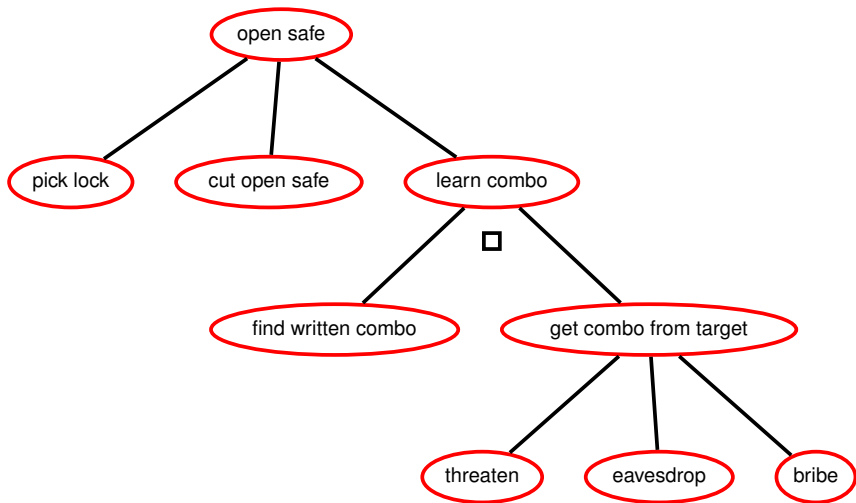 open safe
pick lock
cut open safe
learn combo
find written combo
get combo from target
threaten
eavesdrop
bribe